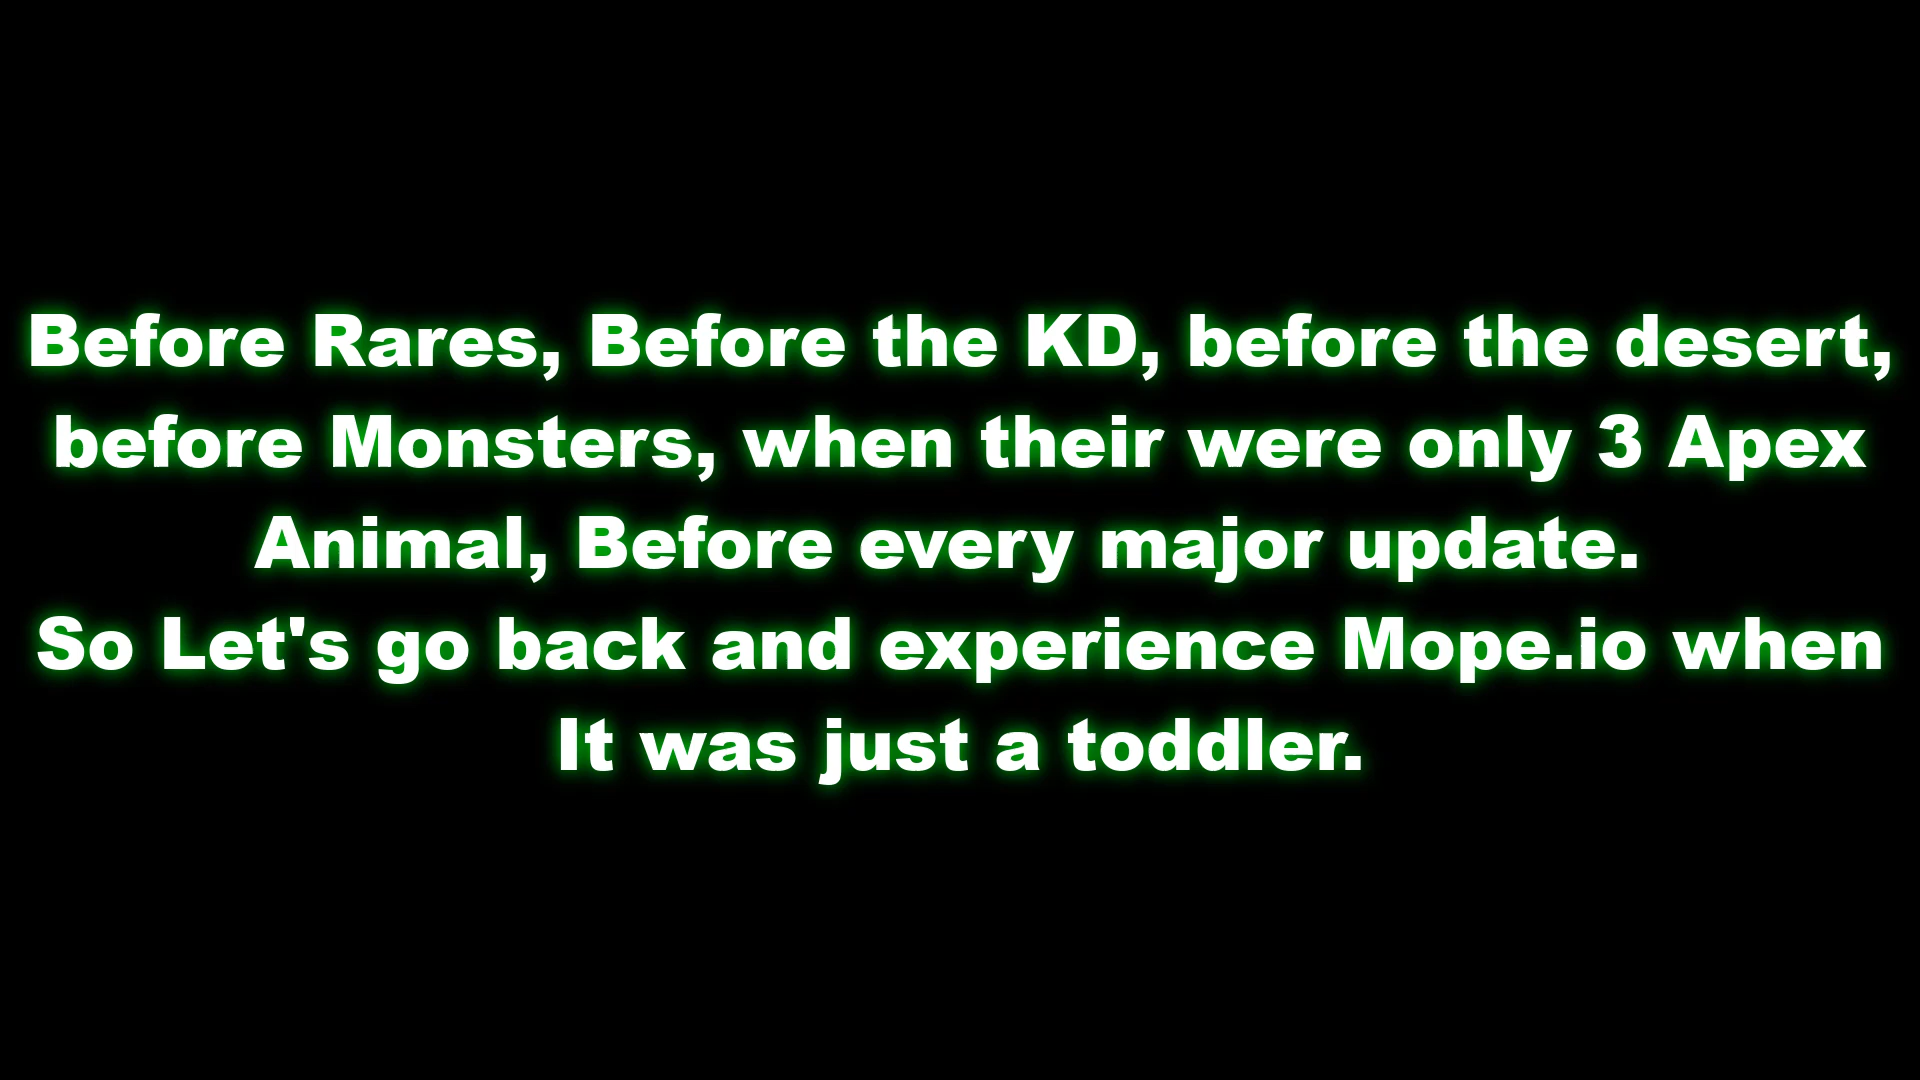 Before Rares, Before the KD, before the desert,
before Monsters, when their were only 3 Apex
Animal, Before every major update.
So Let's go back and experience Mope.io when
It was just a toddler.